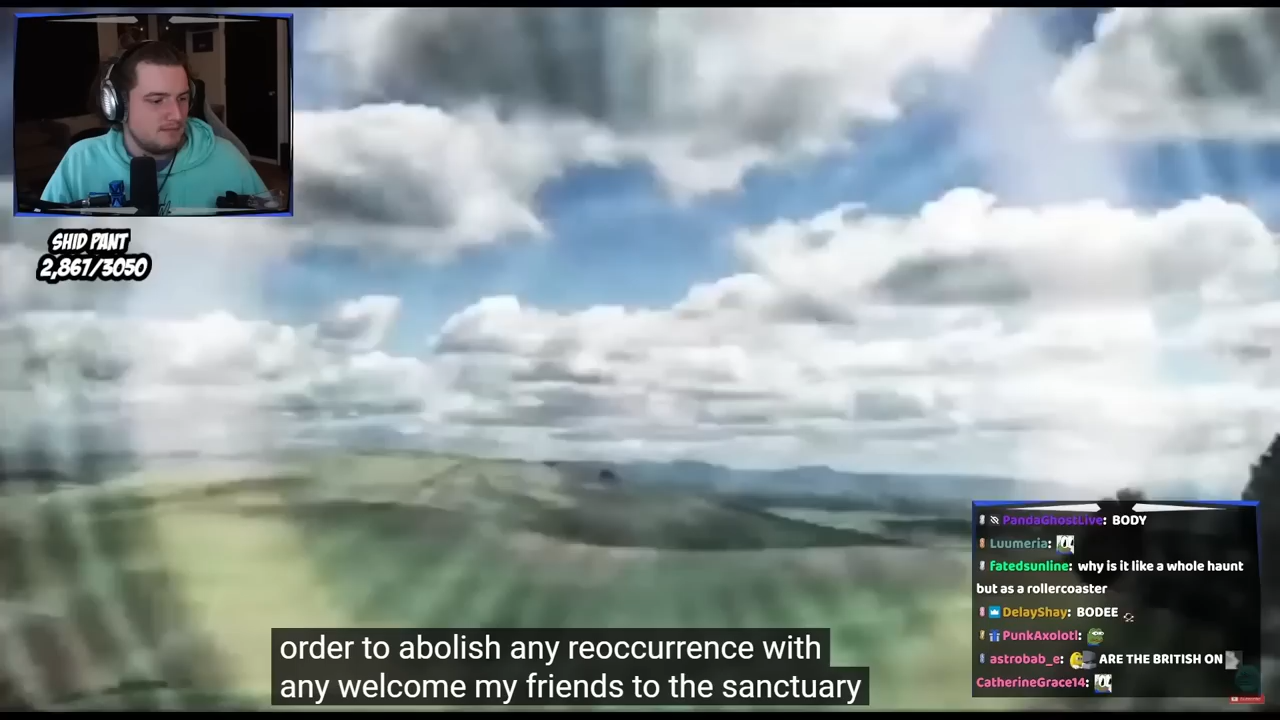 SHID PANT
2,867/3050
PandaGhostLive: BODY
Luumeria:
fatedsunline: why is it like a whole haunt
but as a rollercoaster
DelayShay: BODEE
PunkAxolotl:
astrobab_e: ARE THE BRITISH ON
CatherineGrace14:
order to abolish any reoccurrence with
any welcome my friends to the sanctuary